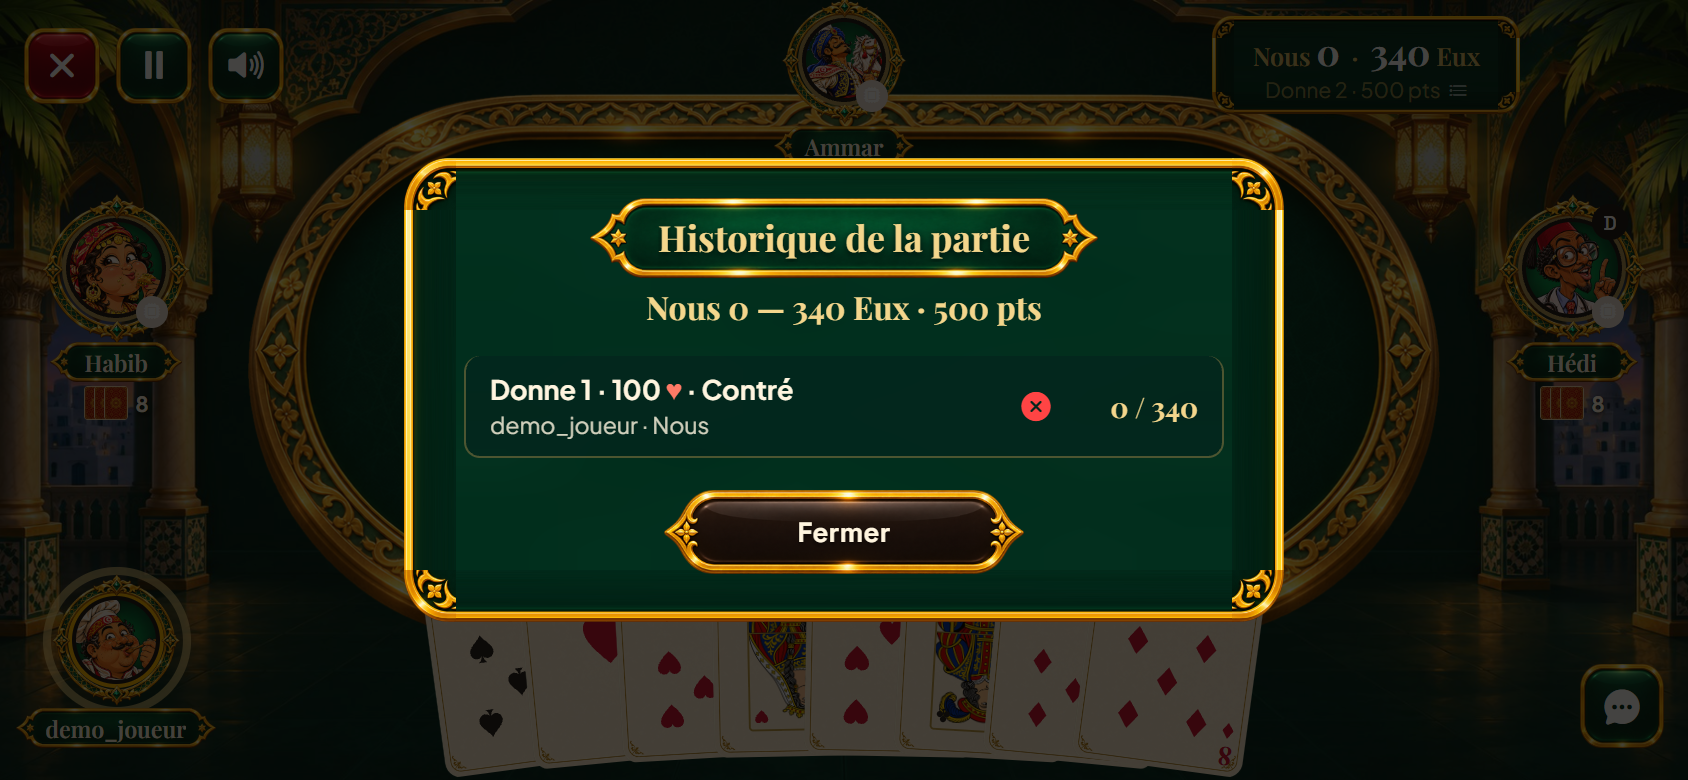 Nous 0 · 340 Eux
Donne 2 · 500 pts
Ammar
Historique de la partie
Nous 0 — 340 Eux · 500 pts
D
Habib
8
Hédi
8
Donne 1 · 100 ♥ · Contré
demo_joueur · Nous
0 / 340
Fermer
demo_joueur
8